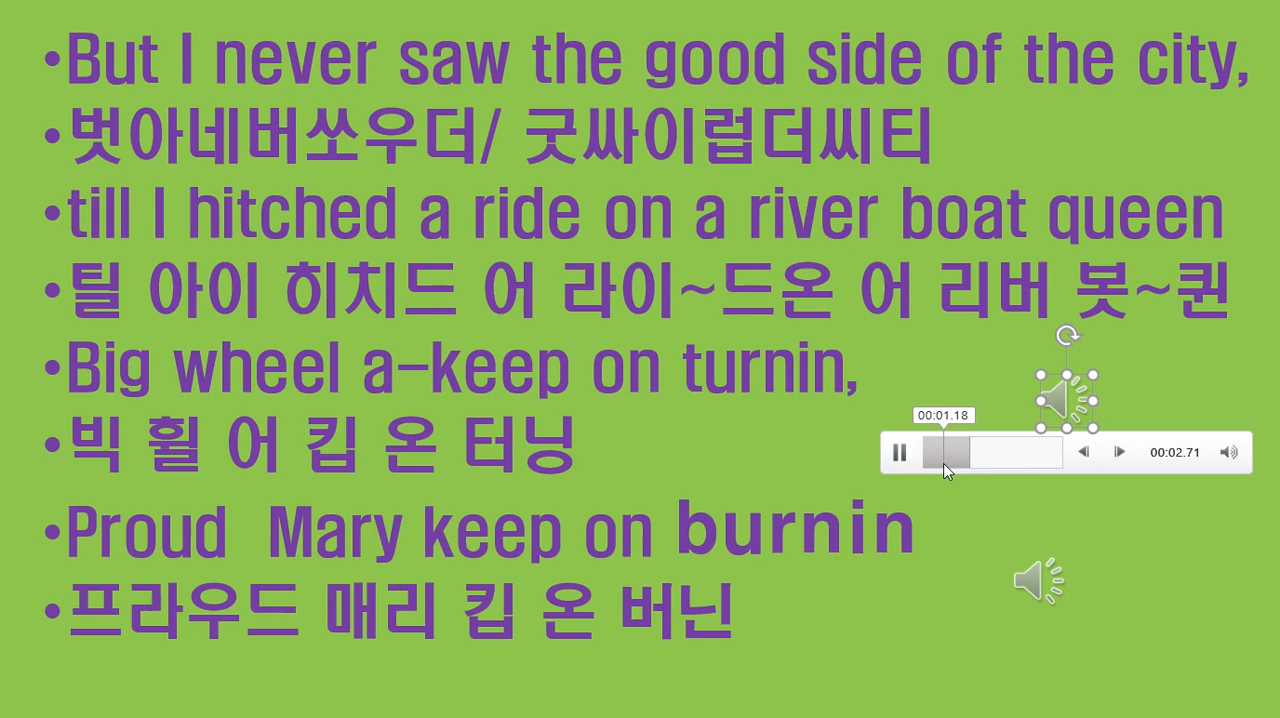 •But I never saw the good side of the city,
•벗아네버쏘우더/ 굿싸이럽더씨티
•till I hitched a ride on a river boat queen
•틸 아이 히치드 어 라이~드온 어 리버 봇~퀸
•Big wheel a-keep on turnin,
•빅 휠 어 킵 온 터닝
00:01.18
00:02.71
•Proud Mary keep on burnin
•프라우드 매리 킵 온 버닌